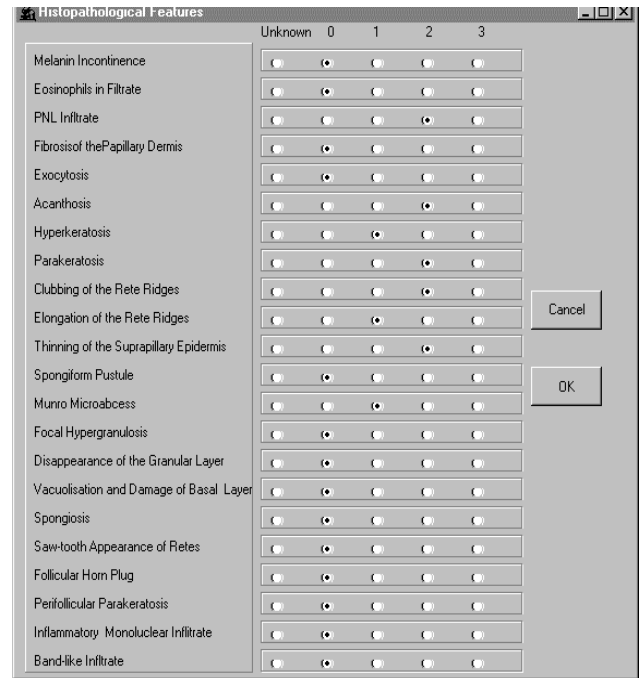 Histopathological Features
Unknown 0 1 2 3
Melanin Incontinence
Eosinophils in Filtrate
PNL Infltrate
Fibrosisof thePapillary Dermis
Exocytosis
Acanthosis
Hyperkeratosis
Parakeratosis
Clubbing of the Rete Ridges
Elongation of the Rete Ridges
Thinning of the Suprapillary Epidermis
Spongiform Pustule
Munro Microabcess
Focal Hypergranulosis
Disappearance of the Granular Layer
Vacuolisation and Damage of Basal Layer
Spongiosis
Saw-tooth Appearance of Retes
Follicular Horn Plug
Perifollicular Parakeratosis
Inflammatory Monoluclear Inflitrate
Band-like Infltrate
Cancel
OK